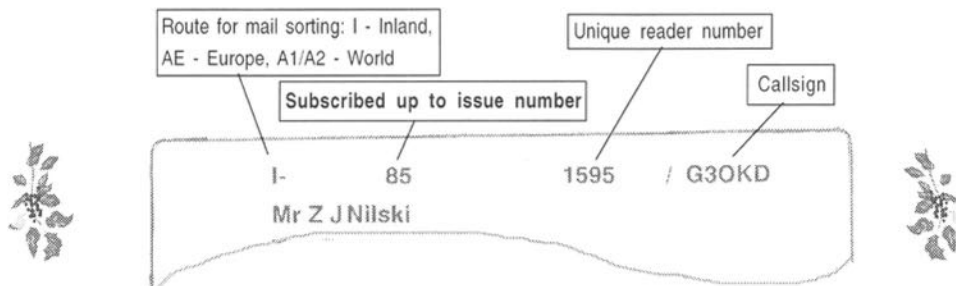 Route for mail sorting: I - Inland,
AE - Europe, A1/A2 - World
Unique reader number
Callsign
Subscribed up to issue number
I- 85 1595 / G3OKD
Mr Z J Nilski